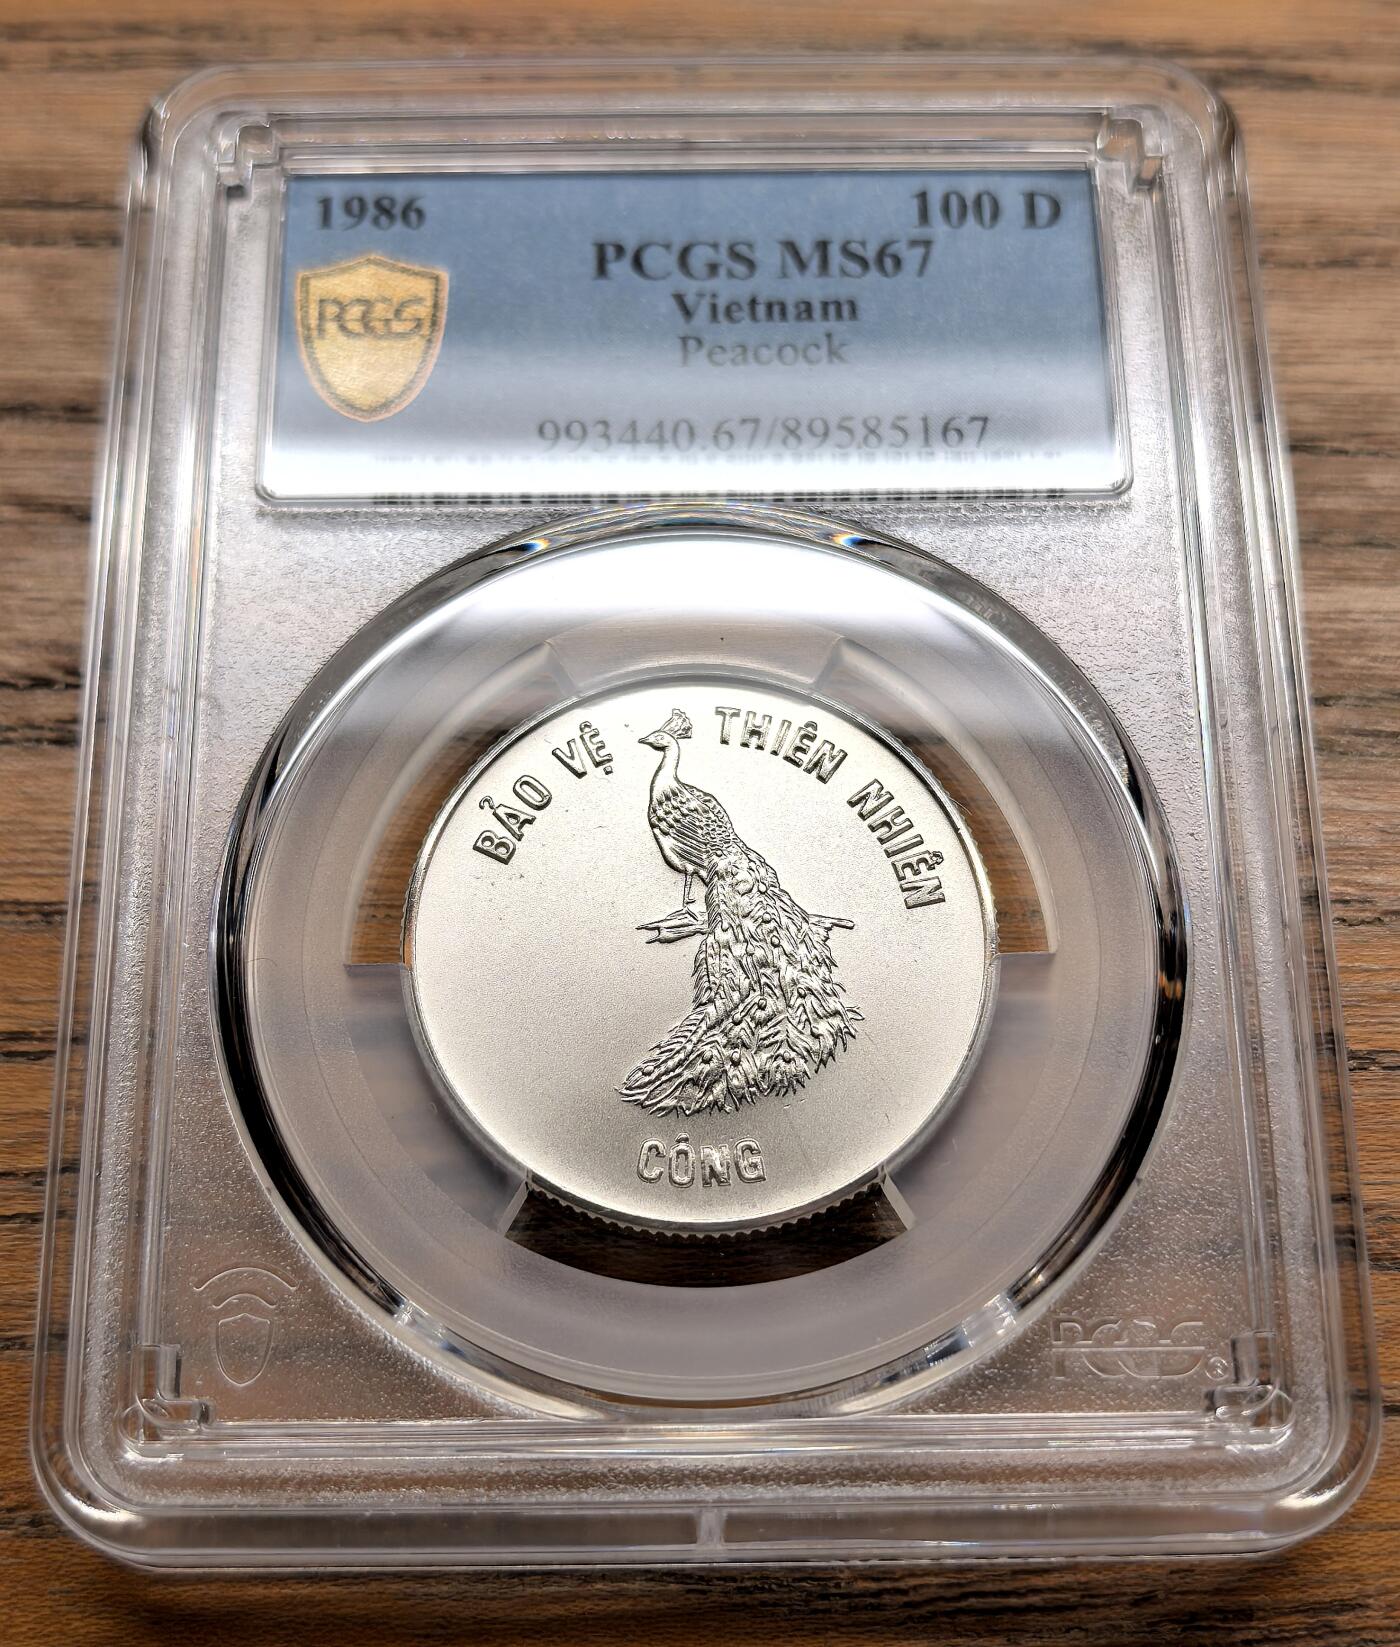 1986 100 D
PCGS MS67
Vietnam
PCGS
Peacock
993440.67/89585167
BẢO VỆ THIÊN NHIÊN
CÔNG
PCGS